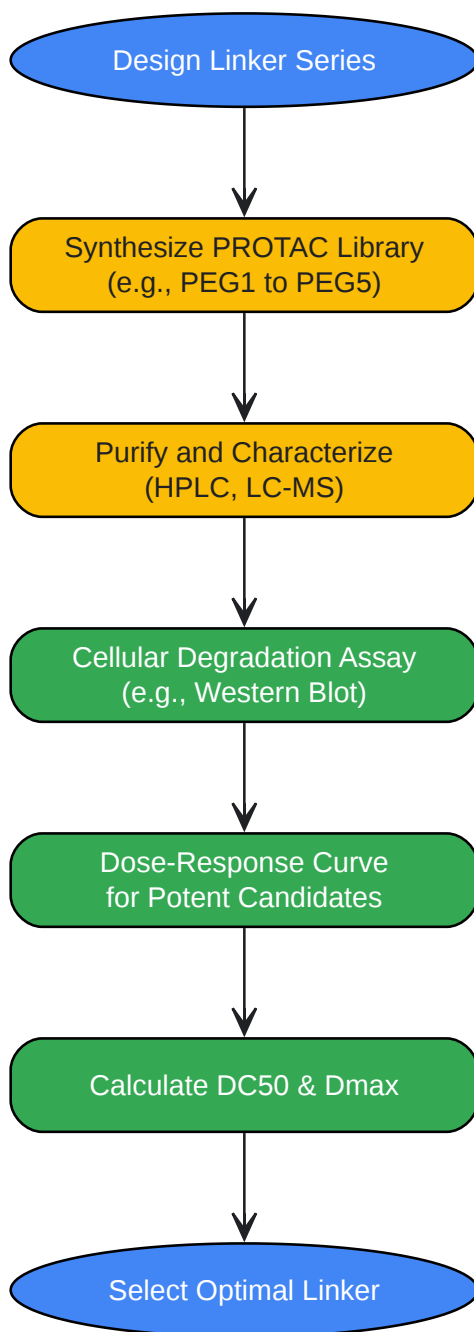 Design Linker Series
Synthesize PROTAC Library
(e.g., PEG1 to PEG5)
Purify and Characterize
(HPLC, LC-MS)
Cellular Degradation Assay
(e.g., Western Blot)
Dose-Response Curve
for Potent Candidates
Calculate DC50 & Dmax
Select Optimal Linker